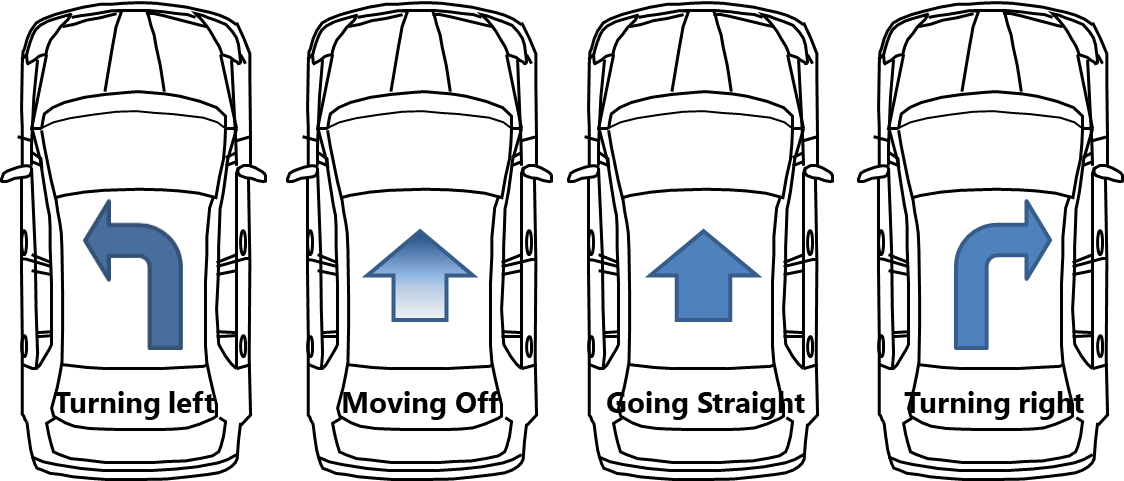 Turning left
Moving Off
Going Straight
Turning right